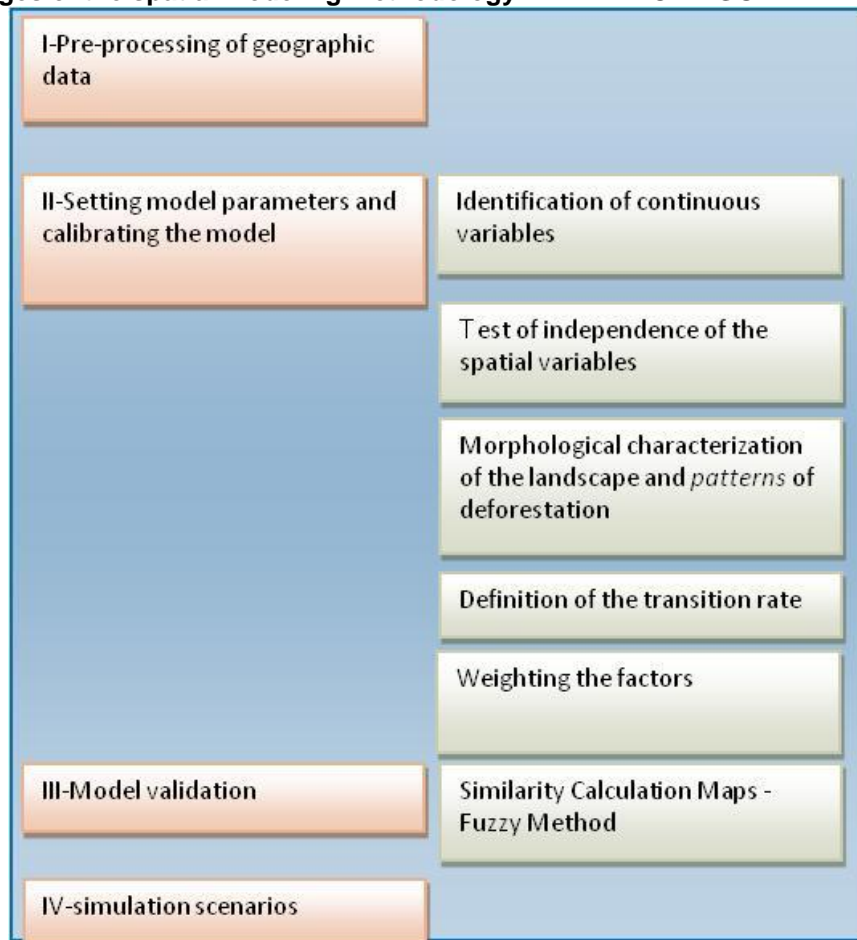 I-Pre-processing of geographic
data
II-Setting model parameters and
calibrating the model
Identification of continuous
variables
Test of independence of the
spatial variables
Morphological characterization
of the landscape and patterns of
deforestation
Definition of the transition rate
Weighting the factors
III-Model validation
Similarity Calculation Maps -
Fuzzy Method
IV-simulation scenarios